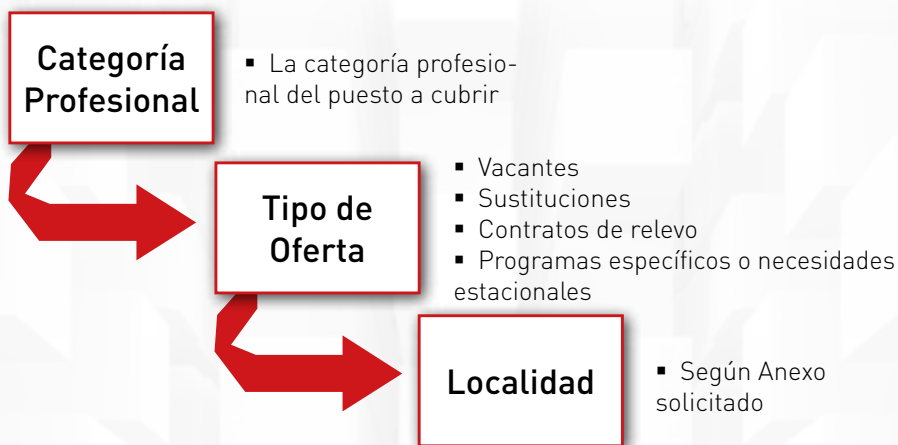 Categoría
Profesional
▪ La categoría profesio-
nal del puesto a cubrir
Tipo de
Oferta
▪ Vacantes
▪ Sustituciones
▪ Contratos de relevo
▪ Programas específicos o necesidades
estacionales
Localidad
▪ Según Anexo
solicitado